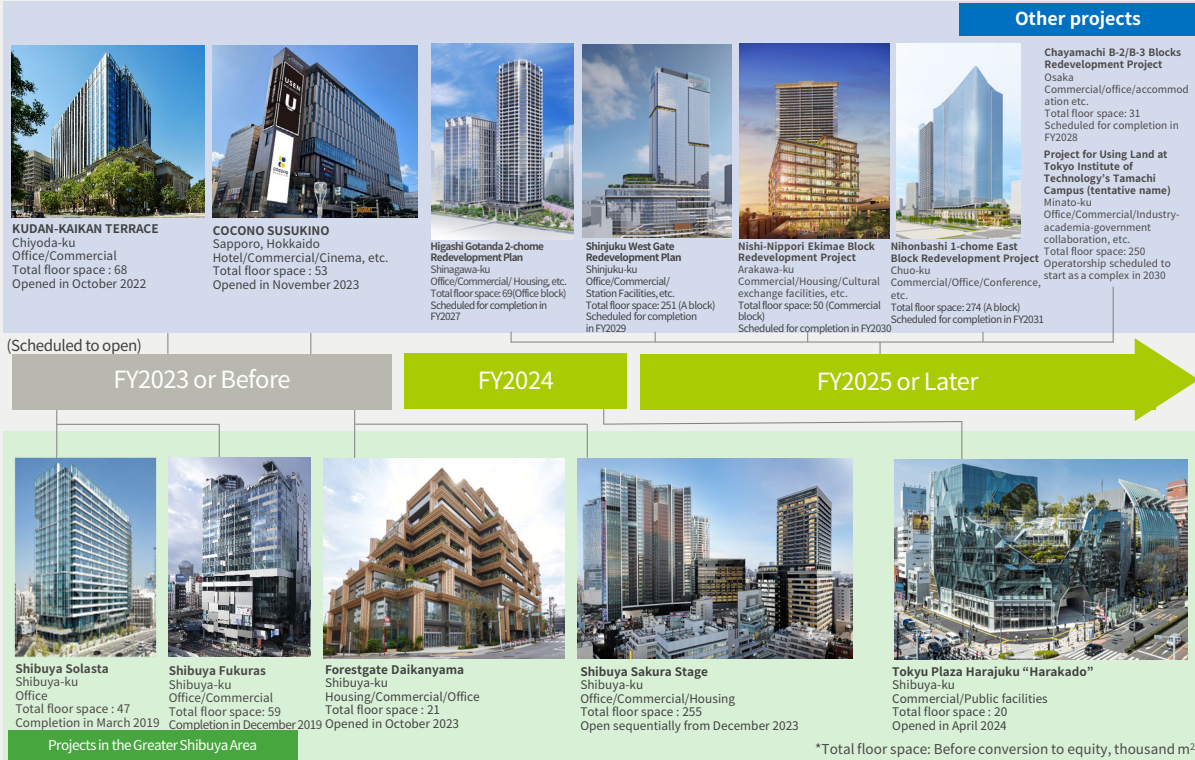 Other projects
USEN
U
KUDAN-KAIKAN TERRACE
Chiyoda-ku
Office/Commercial
Total floor space : 68
Opened in October 2022
COCONO SUSUKINO
Sapporo, Hokkaido
Hotel/Commercial/Cinema, etc.
Total floor space : 53
Opened in November 2023
Higashi Gotanda 2-chome
Redevelopment Plan
Shinagawa-ku
Office/Commercial/ Housing, etc.
Total floor space: 69(Office block)
Scheduled for completion in
FY2027
Shinjuku West Gate
Redevelopment Plan
Shinjuku-ku
Office/Commercial/
Station Facilities, etc.
Total floor space: 251 (A block)
Scheduled for completion
in FY2029
Nishi-Nippori Ekimae Block
Redevelopment Project
Arakawa-ku
Commercial/Housing/Cultural
exchange facilities, etc.
Total floor space: 50 (Commercial
block)
Scheduled for completion in FY2030
Nihonbashi 1-chome East
Block Redevelopment Project
Chuo-ku
Commercial/Office/Conference,
etc.
Total floor space: 274 (A block)
Scheduled for completion in FY2031
Chayamachi B-2/B-3 Blocks
Redevelopment Project
Osaka
Commercial/office/accommod
ation etc.
Total floor space: 31
Scheduled for completion in
FY2028
Project for Using Land at
Tokyo Institute of
Technology's Tamachi
Campus (tentative name)
Minato-ku
Office/Commercial/Industry-
academia-government
collaboration, etc.
Total floor space: 250
Operatorship scheduled to
start as a complex in 2030
(Scheduled to open)
FY2023 or Before
FY2024
FY2025 or Later
Shibuya Solasta
Shibuya-ku
Office
Total floor space : 47
Completion in March 2019
Shibuya Fukuras
Shibuya-ku
Office/Commercial
Total floor space: 59
Completion in December 2019
Forestgate Daikanyama
Shibuya-ku
Housing/Commercial/Office
Total floor space : 21
Opened in October 2023
Shibuya Sakura Stage
Shibuya-ku
Office/Commercial/Housing
Total floor space : 255
Open sequentially from December 2023
Tokyu Plaza Harajuku “Harakado”
Shibuya-ku
Commercial/Public facilities
Total floor space : 20
Opened in April 2024
Projects in the Greater Shibuya Area
*Total floor space: Before conversion to equity, thousand m²